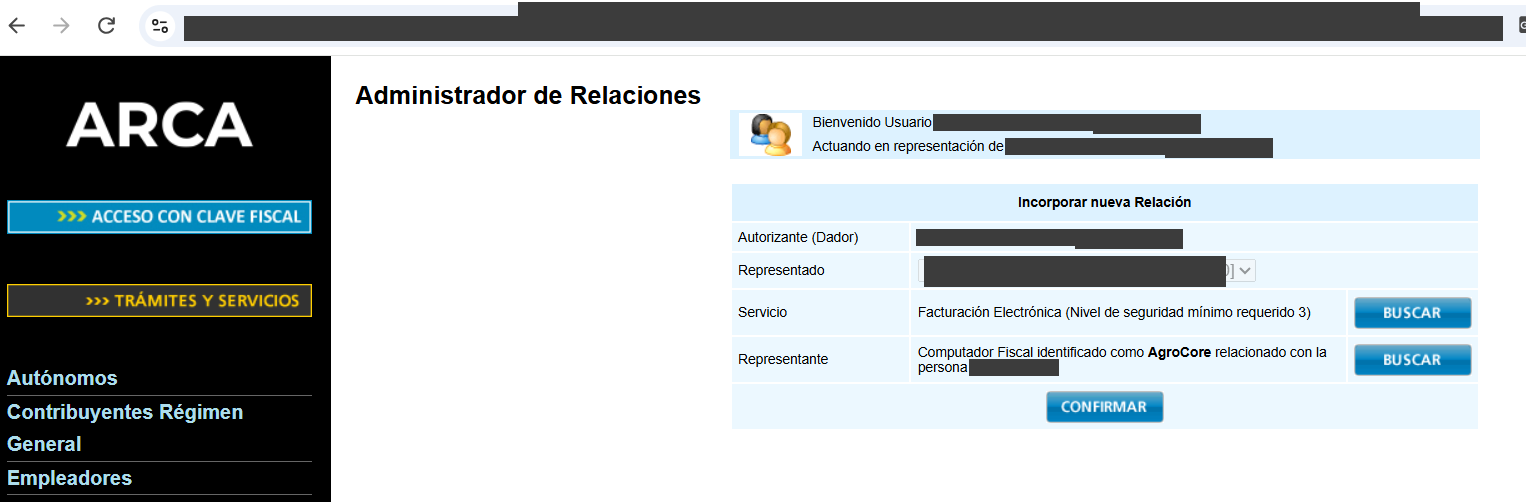 ARCA
>>> ACCESO CON CLAVE FISCAL
>>> TRÁMITES Y SERVICIOS
Autónomos
Contribuyentes Régimen
General
Empleadores
Administrador de Relaciones
Bienvenido Usuario
Actuando en representación de
Incorporar nueva Relación
Autorizante (Dador)
Representado
Servicio Facturación Electrónica (Nivel de seguridad mínimo requerido 3) BUSCAR
Representante Computador Fiscal identificado como AgroCore relacionado con la
persona BUSCAR
CONFIRMAR